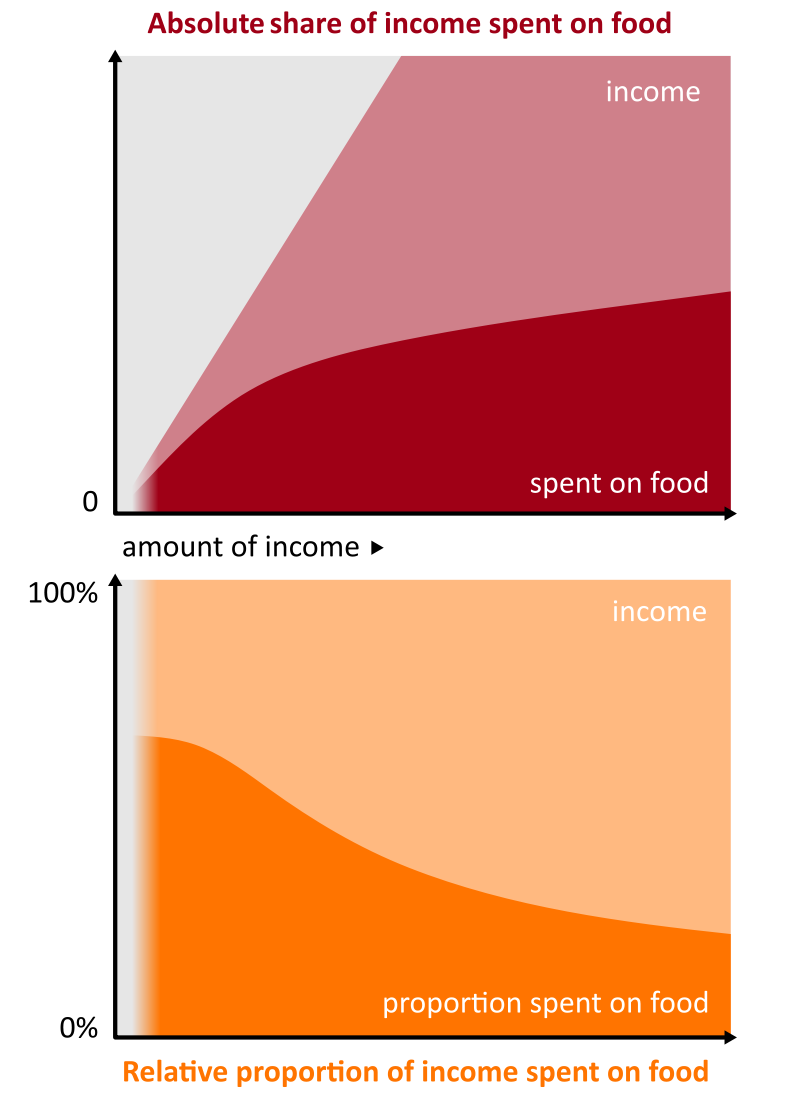 Absolute share of income spent on food
income
spent on food
0
amount of income ►
100%
income
proportion spent on food
0%
Relative proportion of income spent on food